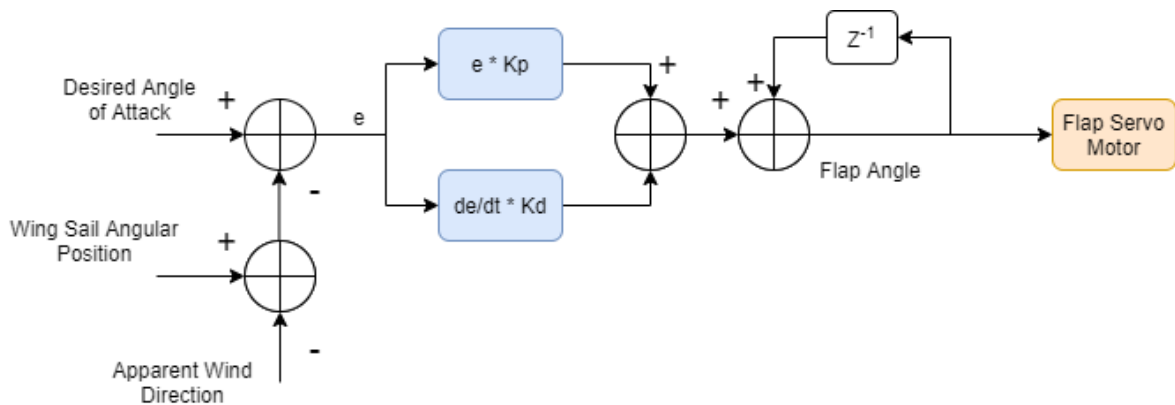 Desired Angle
of Attack
+
-
e
Wing Sail Angular
Position
+
-
Apparent Wind
Direction
e * Kp
de/dt * Kd
+
+
+
Z-1
Flap Angle
Flap Servo
Motor